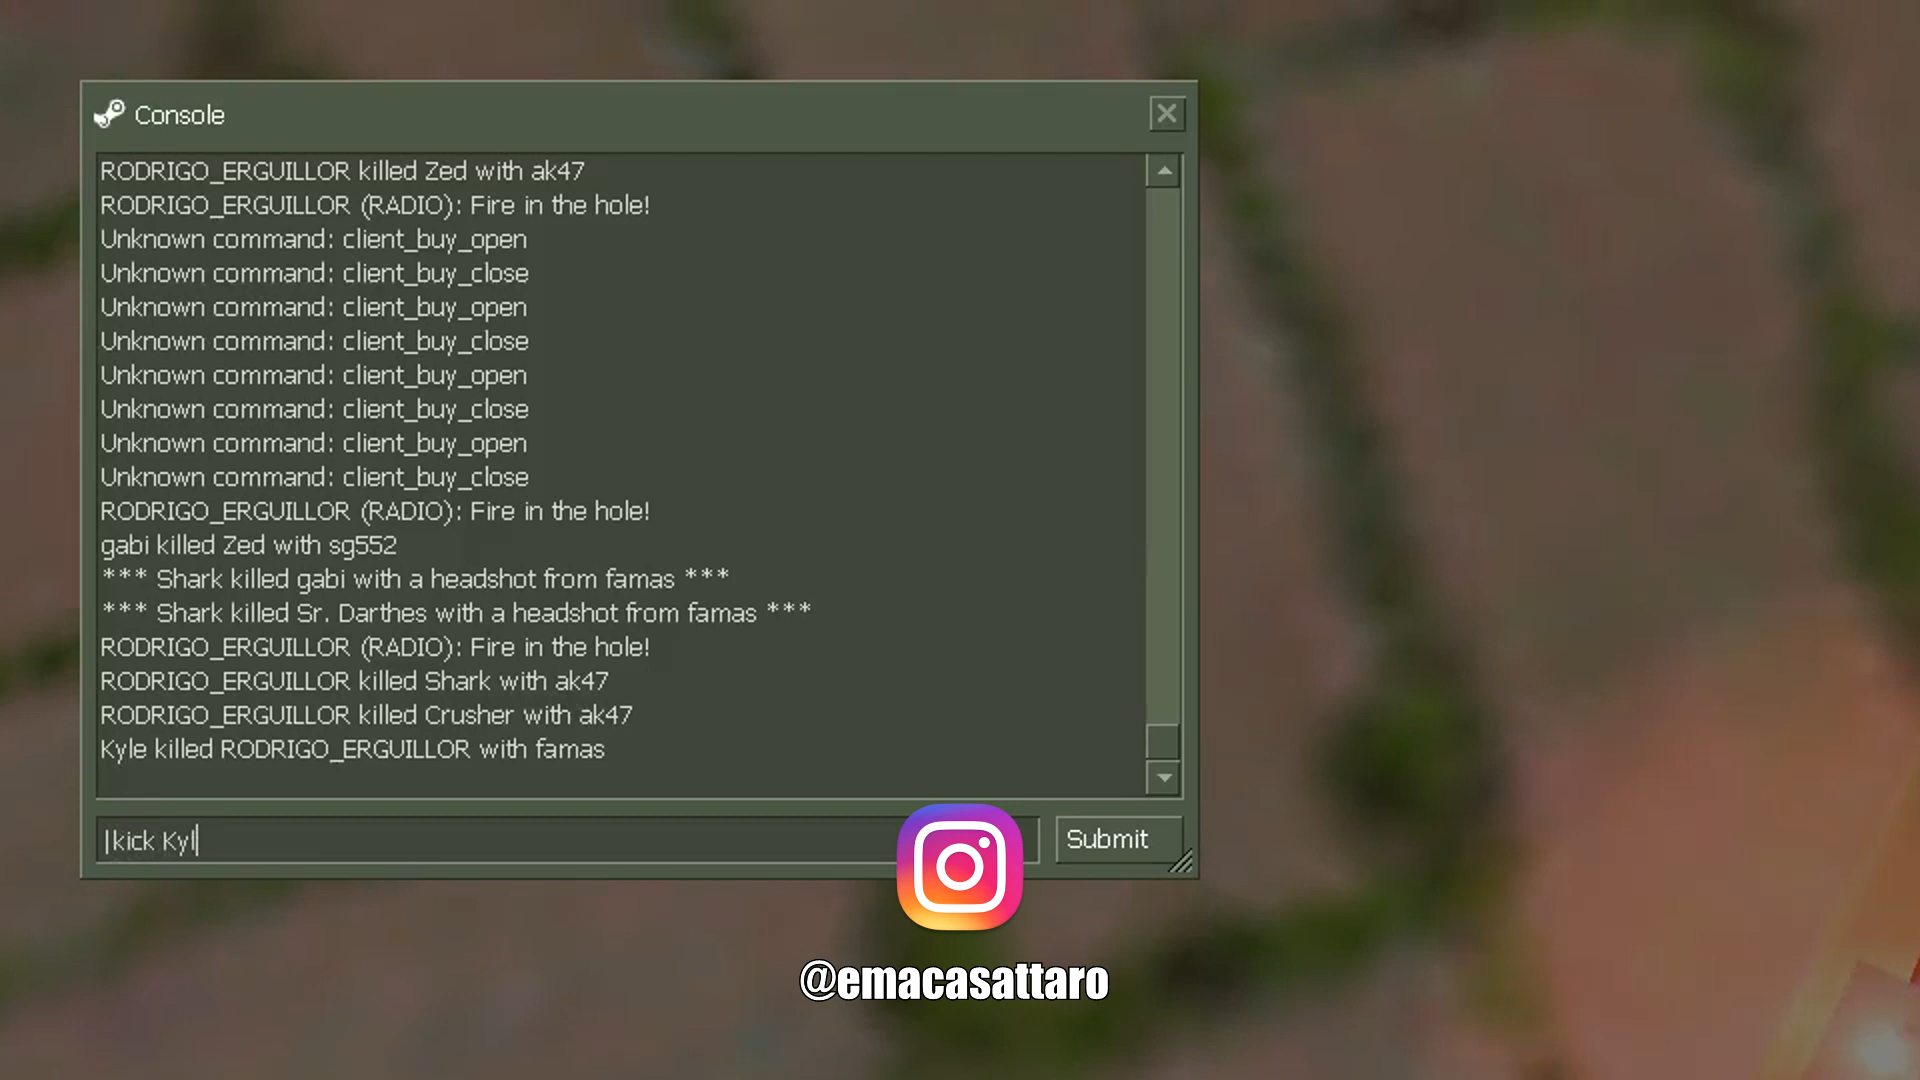 Console
RODRIGO_ERGUILLOR killed Zed with ak47
RODRIGO_ERGUILLOR (RADIO): Fire in the hole!
Unknown command: client_buy_open
Unknown command: client_buy_close
Unknown command: client_buy_open
Unknown command: client_buy_close
Unknown command: client_buy_open
Unknown command: client_buy_close
Unknown command: client_buy_open
Unknown command: client_buy_close
RODRIGO_ERGUILLOR (RADIO): Fire in the hole!
gabi killed Zed with sg552
*** Shark killed gabi with a headshot from famas ***
*** Shark killed Sr. Darthes with a headshot from famas ***
RODRIGO_ERGUILLOR (RADIO): Fire in the hole!
RODRIGO_ERGUILLOR killed Shark with ak47
RODRIGO_ERGUILLOR killed Crusher with ak47
Kyle killed RODRIGO_ERGUILLOR with famas
|kick Kyl
Submit
@emacasattaro